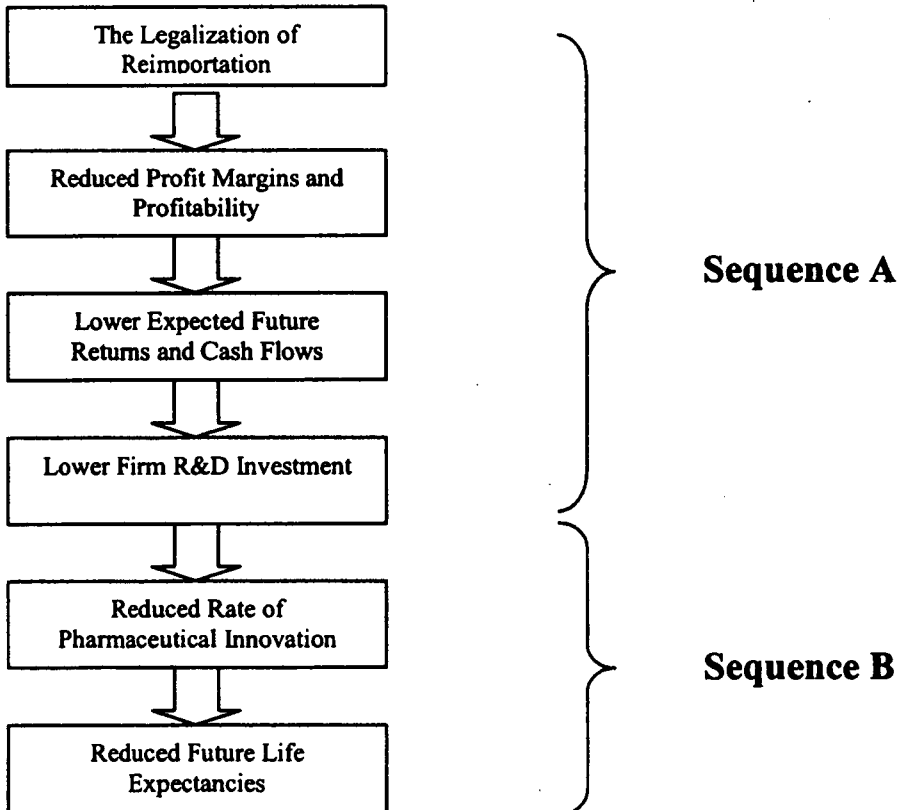 The Legalization of
Reimportation
Reduced Profit Margins and
Profitability
Lower Expected Future
Returns and Cash Flows
Lower Firm R&D Investment
Sequence A
Reduced Rate of
Pharmaceutical Innovation
Reduced Future Life
Expectancies
Sequence B